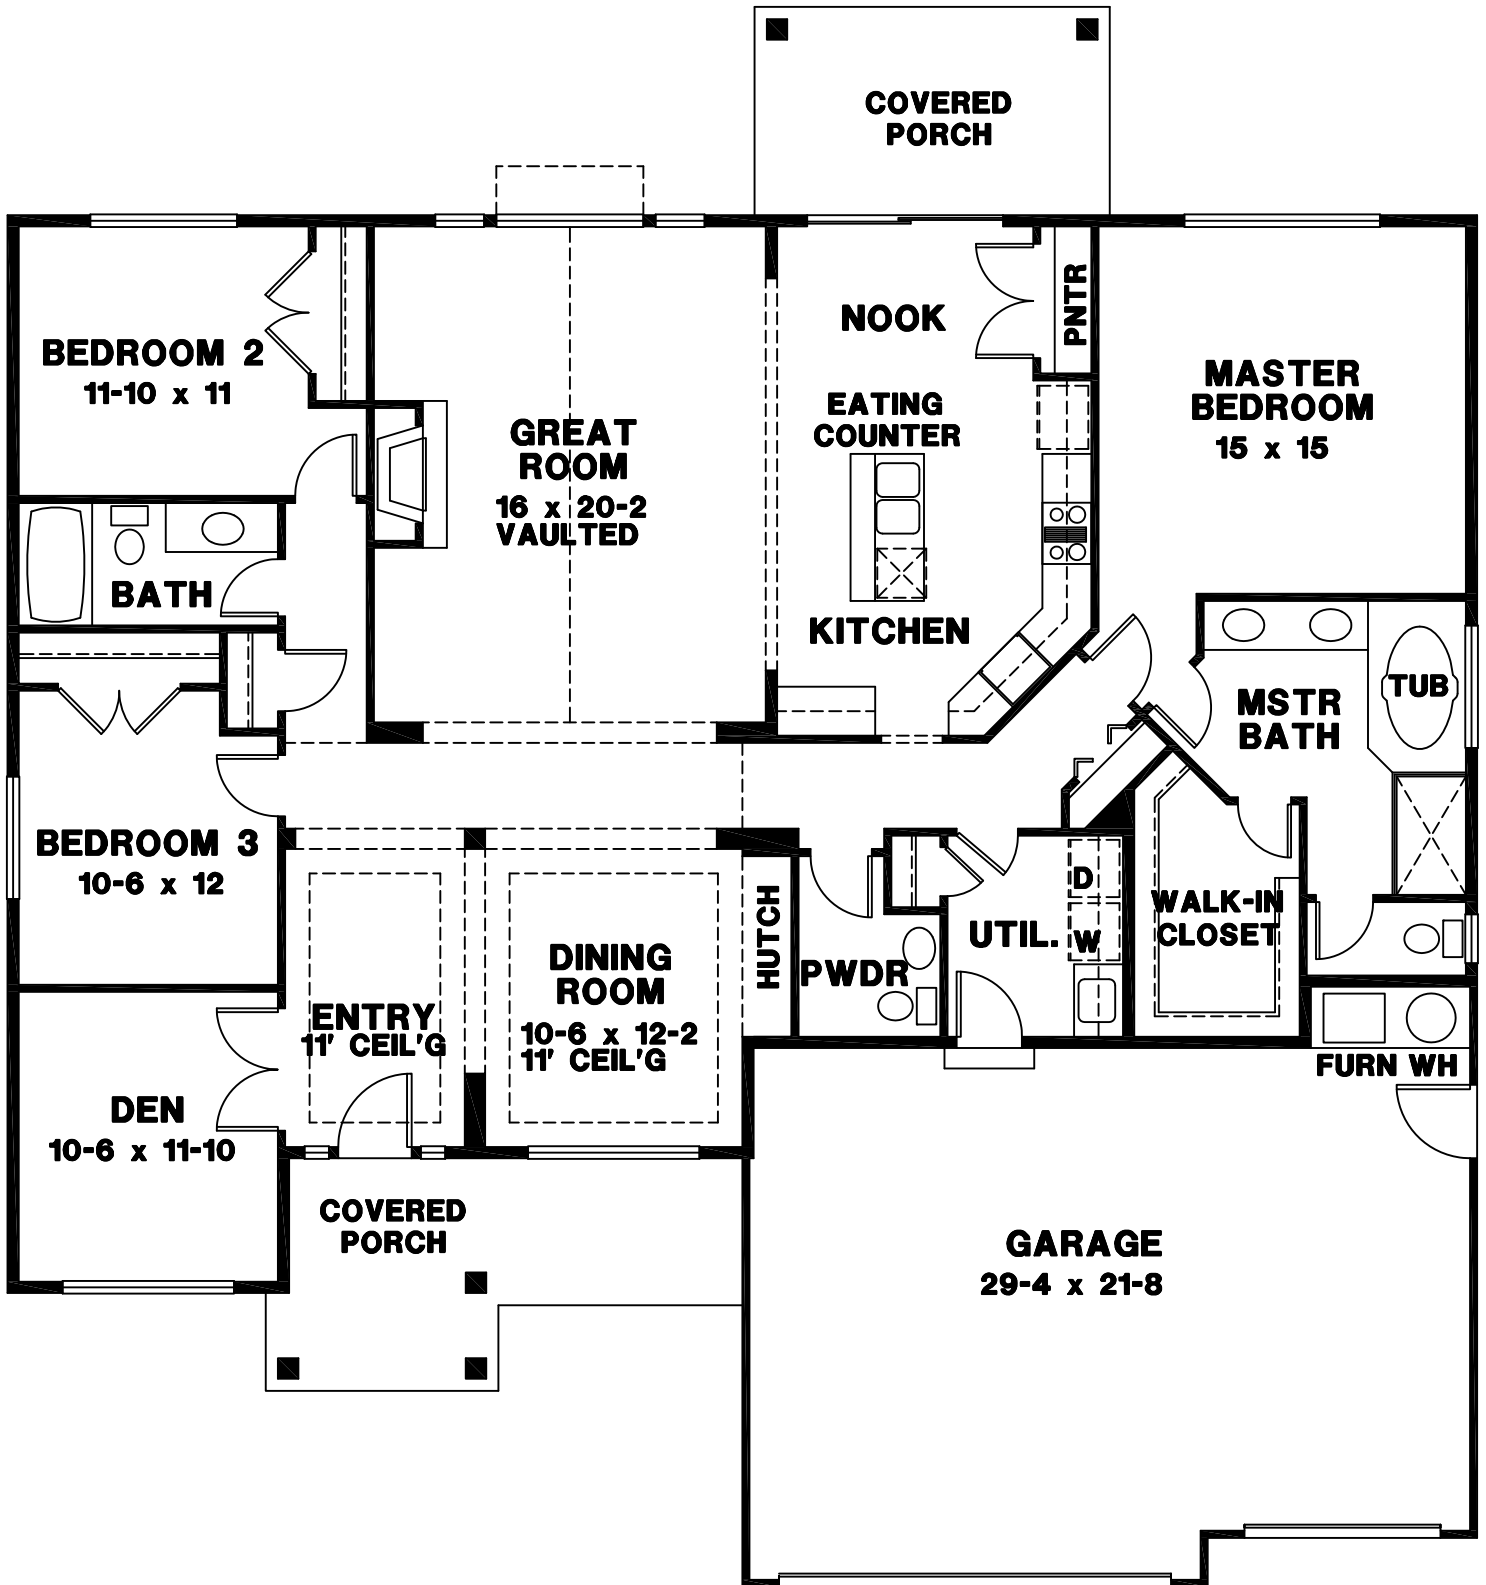 COVERED
PORCH
NOOK
PNTR
BEDROOM 2
11-10 x 11
MASTER
BEDROOM
15 x 15
EATING
COUNTER
GREAT
ROOM
16 x 20-2
VAULTED
BATH
KITCHEN
TUB
MSTR
BATH
BEDROOM 3
10-6 x 12
D
W
HUTCH
WALK-IN
CLOSET
UTIL.
DINING
ROOM
10-6 x 12-2
11' CEIL'G
PWDR
ENTRY
11' CEIL'G
FURN WH
DEN
10-6 x 11-10
COVERED
PORCH
GARAGE
29-4 x 21-8